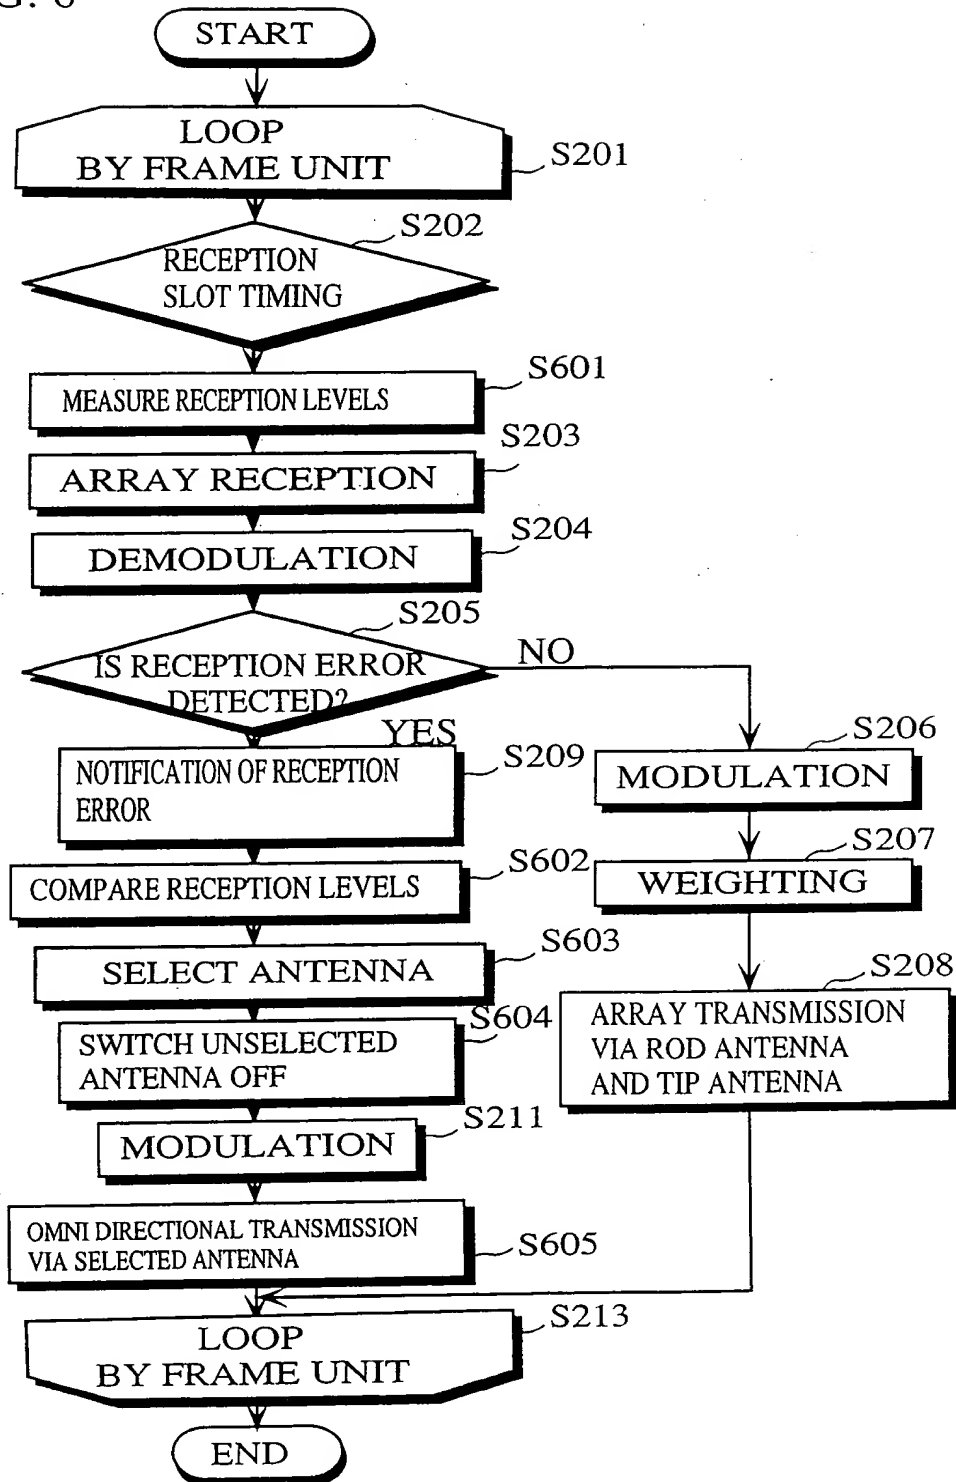 G. 6
START
LOOP
BY FRAME UNIT
S201
S202
RECEPTION
SLOT TIMING
S601
MEASURE RECEPTION LEVELS
S203
ARRAY RECEPTION
S204
DEMODULATION
S205
IS RECEPTION ERROR
DETECTED?
NO
YES
S206
MODULATION
S209
NOTIFICATION OF RECEPTION
ERROR
S207
WEIGHTING
S602
COMPARE RECEPTION LEVELS
S603
SELECT ANTENNA
S208
ARRAY TRANSMISSION
VIA ROD ANTENNA
AND TIP ANTENNA
S604
SWITCH UNSELECTED
ANTENNA OFF
S211
MODULATION
OMNI DIRECTIONAL TRANSMISSION
VIA SELECTED ANTENNA
S605
S213
LOOP
BY FRAME UNIT
END